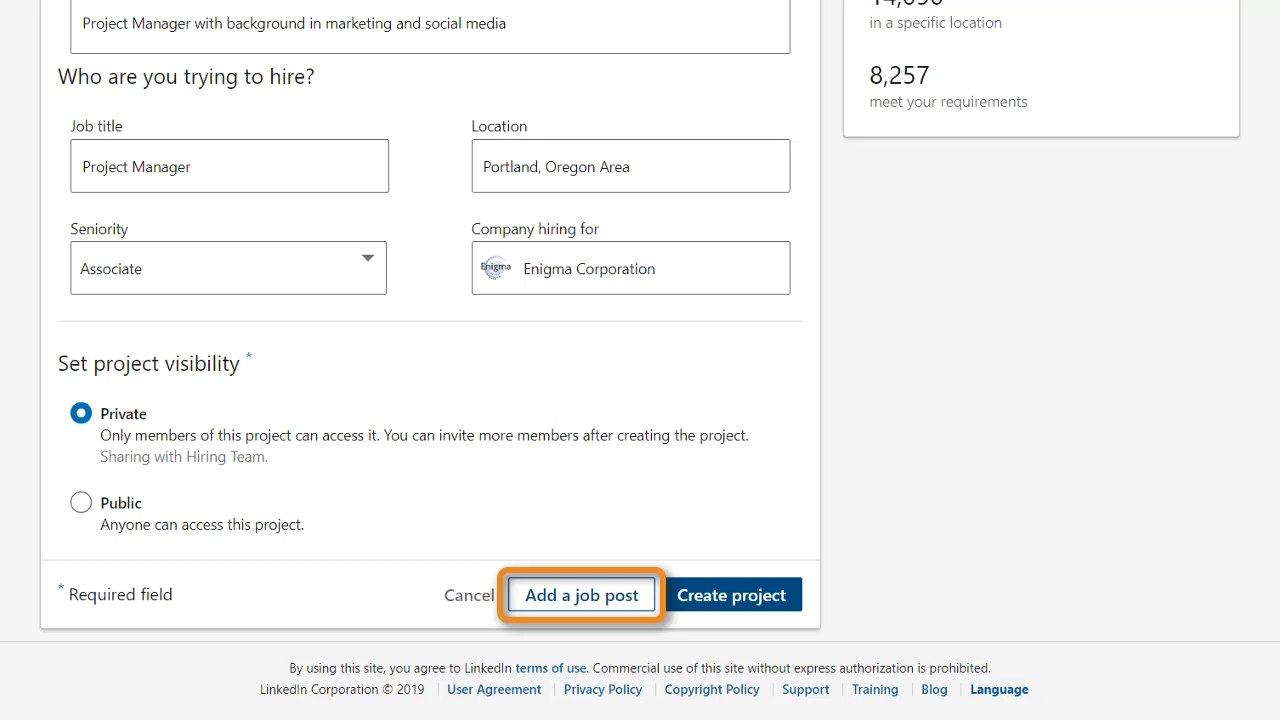 Project Manager with background in marketing and social media
in a specific location
8,257
meet your requirements
Who are you trying to hire?
Job title
Location
Project Manager
Portland, Oregon Area
Seniority
Company hiring for
Associate
Enigma
Enigma Corporation
Set project visibility *
Private
Only members of this project can access it. You can invite more members after creating the project.
Sharing with Hiring Team.
Public
Anyone can access this project.
* Required field
Cancel
Add a job post
Create project
By using this site, you agree to LinkedIn terms of use. Commercial use of this site without express authorization is prohibited.
LinkedIn Corporation © 2019 | User Agreement | Privacy Policy | Copyright Policy | Support | Training | Blog | Language